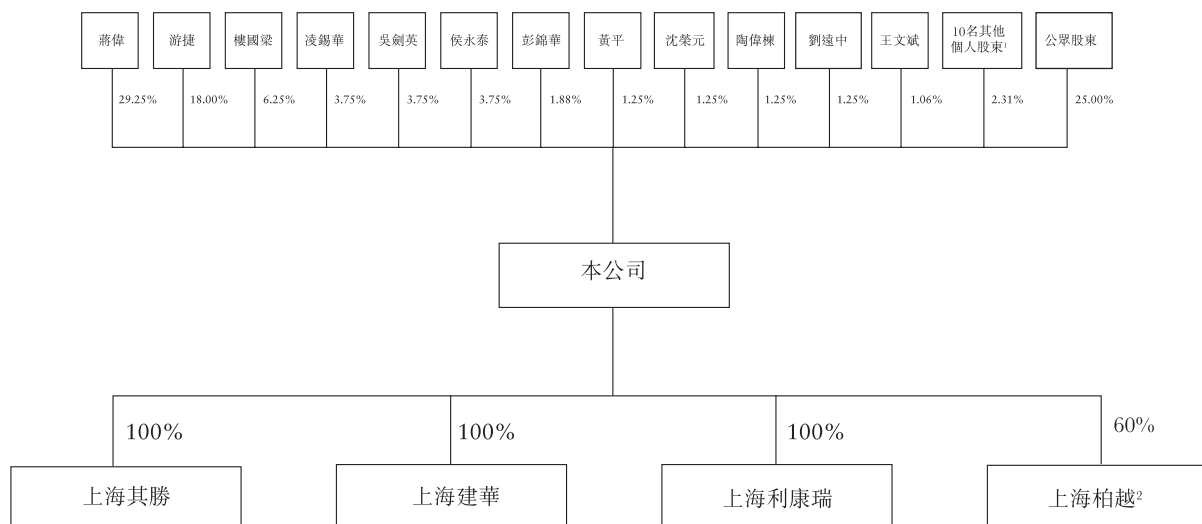 蔣偉
游捷
樓國梁
凌錫華
吳劍英
侯永泰
彭錦華
黃平
沈榮元
陶偉棟
劉遠中
王文斌
10名其他
個人股東¹
公眾股東
29.25%
18.00%
6.25%
3.75%
3.75%
3.75%
1.88%
1.25%
1.25%
1.25%
1.25%
1.06%
2.31%
25.00%
本公司
100%
100%
100%
60%
上海其勝
上海建華
上海利康瑞
上海柏越²